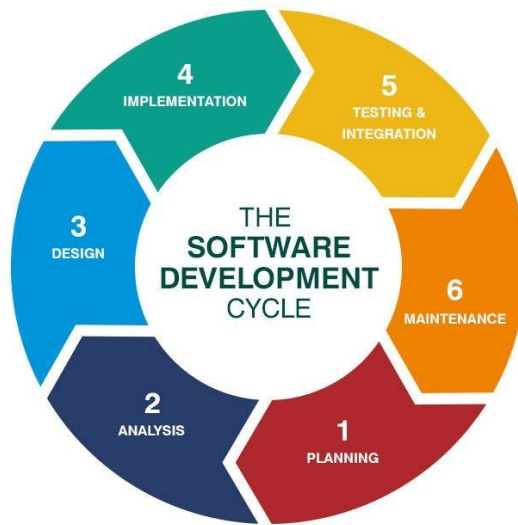 THE
SOFTWARE
DEVELOPMENT
CYCLE
1
PLANNING
2
ANALYSIS
3
DESIGN
4
IMPLEMENTATION
5
TESTING &
INTEGRATION
6
MAINTENANCE